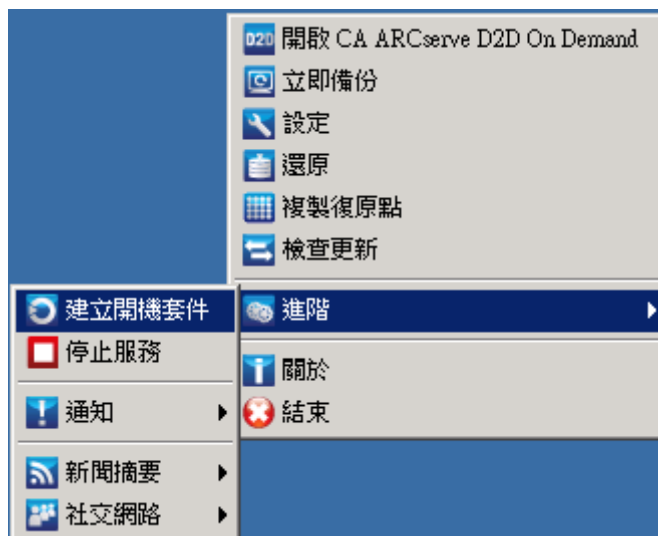 D2D 開啟 CA ARCserve D2D On Demand
立即備份
設定
還原
複製復原點
檢查更新
進階
關於
結束
建立開機套件
停止服務
通知
新聞摘要
社交網路